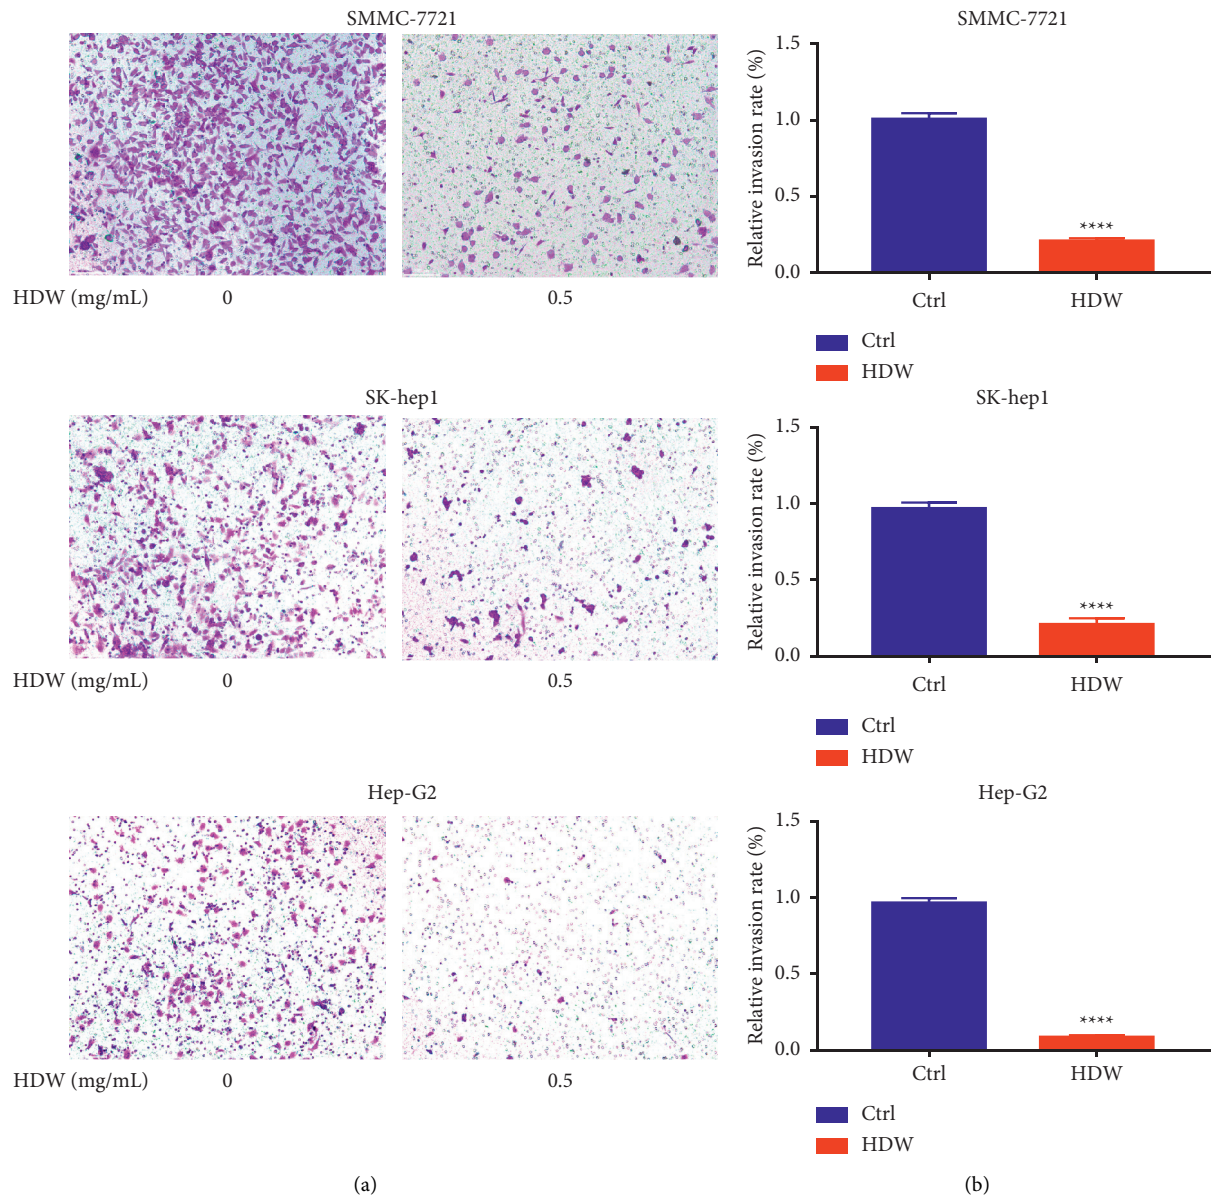 SMMC-7721
HDW (mg/mL) 0 0.5
SMMC-7721
Relative invasion rate (%)
1.5
1.0
0.5
0.0
****
Ctrl HDW
Ctrl
HDW
SK-hep1
HDW (mg/mL) 0 0.5
SK-hep1
Relative invasion rate (%)
1.5
1.0
0.5
0.0
****
Ctrl HDW
Ctrl
HDW
Hep-G2
HDW (mg/mL) 0 0.5
Hep-G2
Relative invasion rate (%)
1.5
1.0
0.5
0.0
****
Ctrl HDW
Ctrl
HDW
(a) (b)